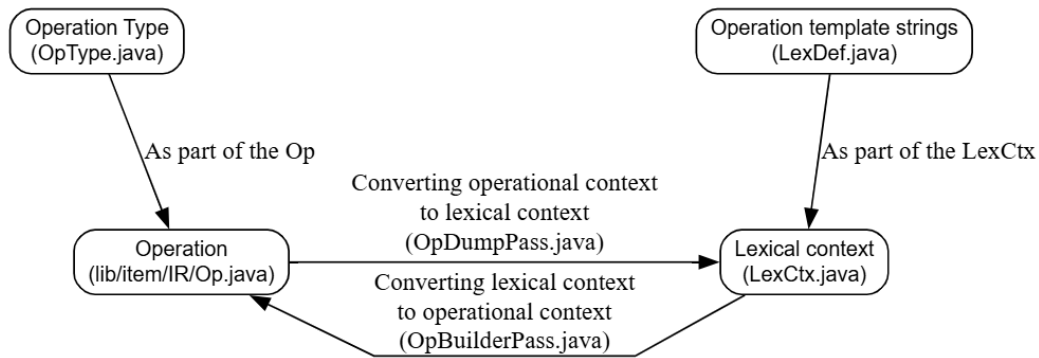 Operation Type
(OpType.java)
Operation template strings
(LexDef.java)
As part of the Op
As part of the LexCtx
Converting operational context
to lexical context
(OpDumpPass.java)
Operation
(lib/item/IR/Op.java)
Lexical context
(LexCtx.java)
Converting lexical context
to operational context
(OpBuilderPass.java)